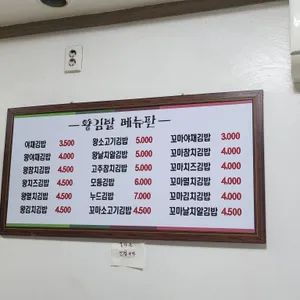 왕김밥 메뉴판
야채김밥 3.500
왕야채김밥 4.000
왕참치김밥 4.500
왕치즈김밥 4.500
왕멸치김밥 4.500
왕김치김밥 4.500
왕소고기김밥 5.000
왕날치알김밥 5.000
고추참치김밥 5.000
모듬김밥 6.000
누드김밥 7.000
꼬마소고기김밥 4.500
꼬마야채김밥 3.000
꼬마참치김밥 4.000
꼬마치즈김밥 4.000
꼬마멸치김밥 4.000
꼬마김치김밥 4.000
꼬마날치알김밥 4.500